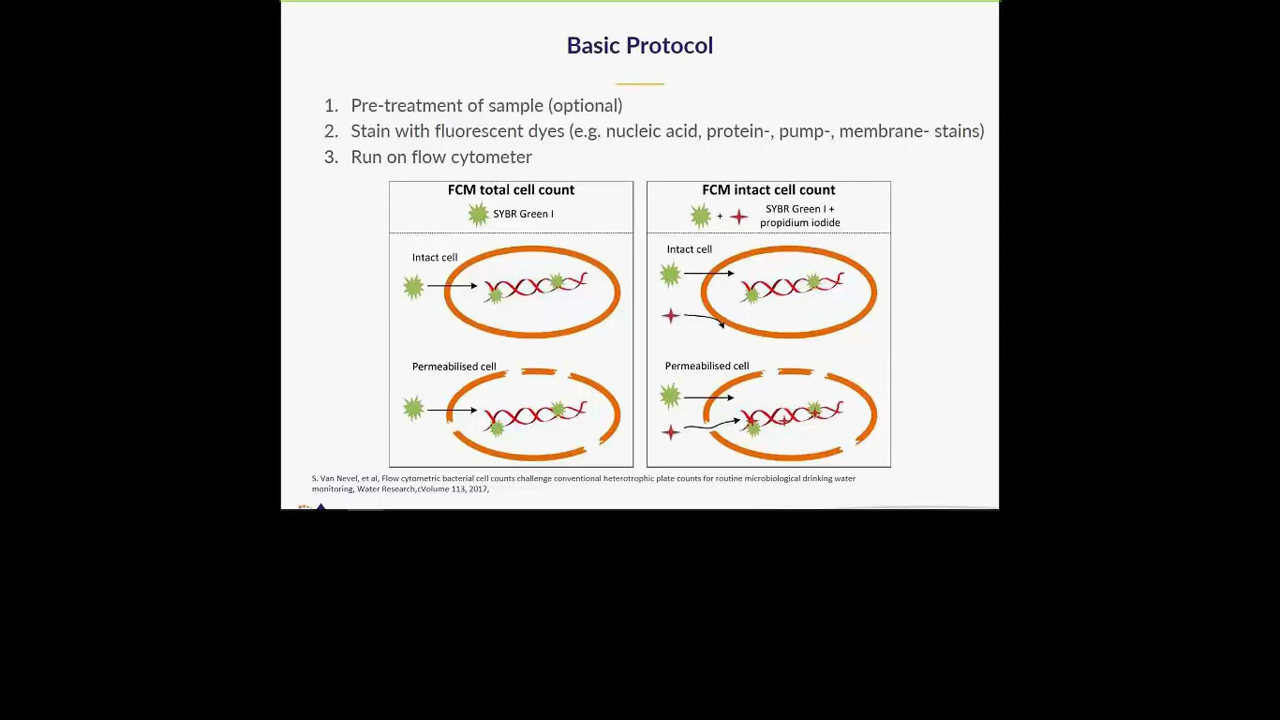 Basic Protocol
1. Pre-treatment of sample (optional)
2. Stain with fluorescent dyes (e.g. nucleic acid, protein-, pump-, membrane- stains)
3. Run on flow cytometer
FCM total cell count
SYBR Green I
Intact cell
Permeabilised cell
FCM intact cell count
+
SYBR Green I +
propidium iodide
Intact cell
Permeabilised cell
S. Van Nevel, et al, Flow cytometric bacterial cell counts challenge conventional heterotrophic plate counts for routine microbiological drinking water
monitoring, Water Research,cVolume 113, 2017,